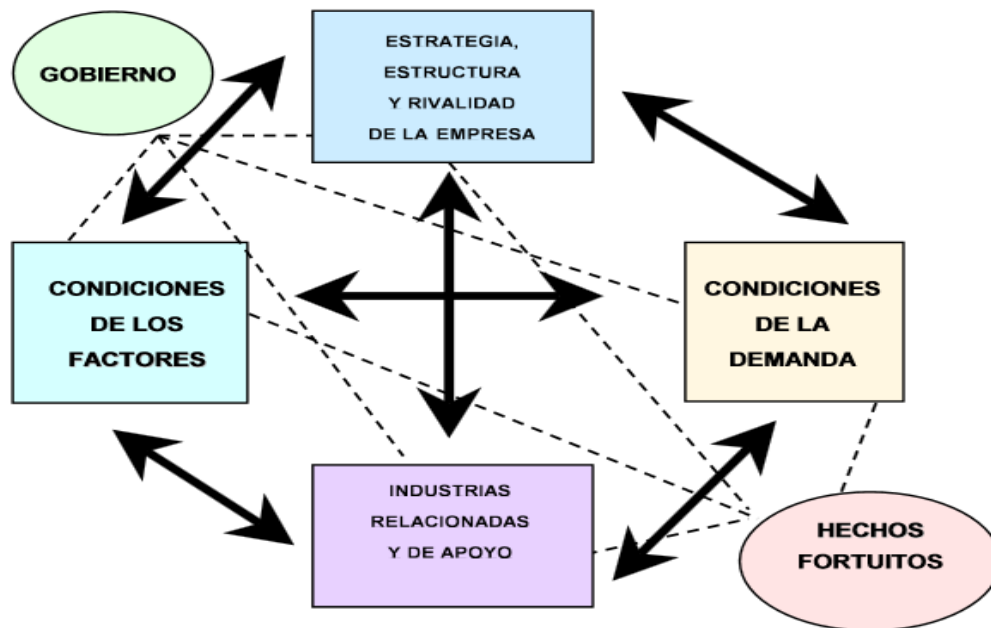 GOBIERNO
ESTRATEGIA,
ESTRUCTURA
Y RIVALIDAD
DE LA EMPRESA
CONDICIONES
DE LOS
FACTORES
CONDICIONES
DE LA
DEMANDA
INDUSTRIAS
RELACIONADAS
Y DE APOYO
HECHOS
FORTUITOS